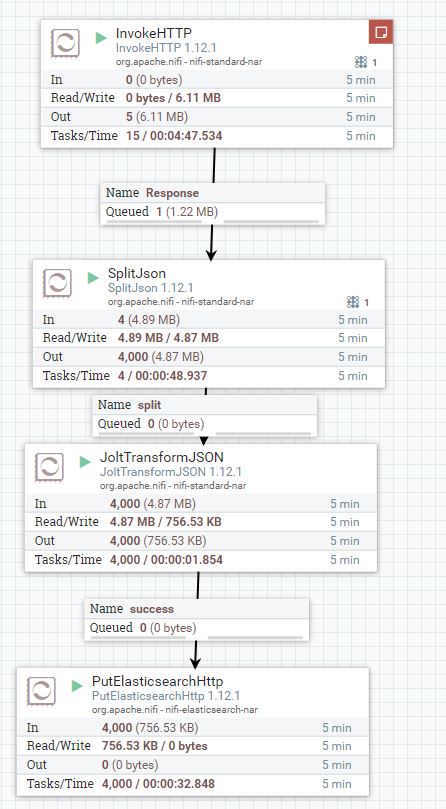 InvokeHTTP
InvokeHTTP 1.12.1
org.apache.nifi - nifi-standard-nar
1
In 0 (0 bytes) 5 min
Read/Write 0 bytes / 6.11 MB 5 min
Out 5 (6.11 MB) 5 min
Tasks/Time 15 / 00:04:47.534 5 min
Name Response
Queued 1 (1.22 MB)
SplitJson
SplitJson 1.12.1
org.apache.nifi - nifi-standard-nar
1
In 4 (4.89 MB) 5 min
Read/Write 4.89 MB / 4.87 MB 5 min
Out 4,000 (4.87 MB) 5 min
Tasks/Time 4 / 00:00:48.937 5 min
Name split
Queued 0 (0 bytes)
JoltTransformJSON
JoltTransformJSON 1.12.1
org.apache.nifi - nifi-standard-nar
In 4,000 (4.87 MB) 5 min
Read/Write 4.87 MB / 756.53 KB 5 min
Out 4,000 (756.53 KB) 5 min
Tasks/Time 4,000 / 00:00:01.854 5 min
Name success
Queued 0 (0 bytes)
PutElasticsearchHttp
PutElasticsearchHttp 1.12.1
org.apache.nifi - nifi-elasticsearch-nar
In 4,000 (756.53 KB) 5 min
Read/Write 756.53 KB / 0 bytes 5 min
Out 0 (0 bytes) 5 min
Tasks/Time 4,000 / 00:00:32.848 5 min